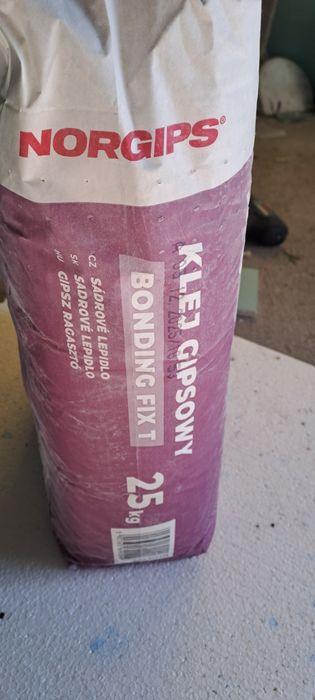 NORGIPS®
KLEJ GIPSOWY
BONDING FIX T
25 kg
CZ SÁDROVÉ LEPIDLO
SK SADROVÉ LEPIDLO
HU GIPSZ RAGASZTÓ